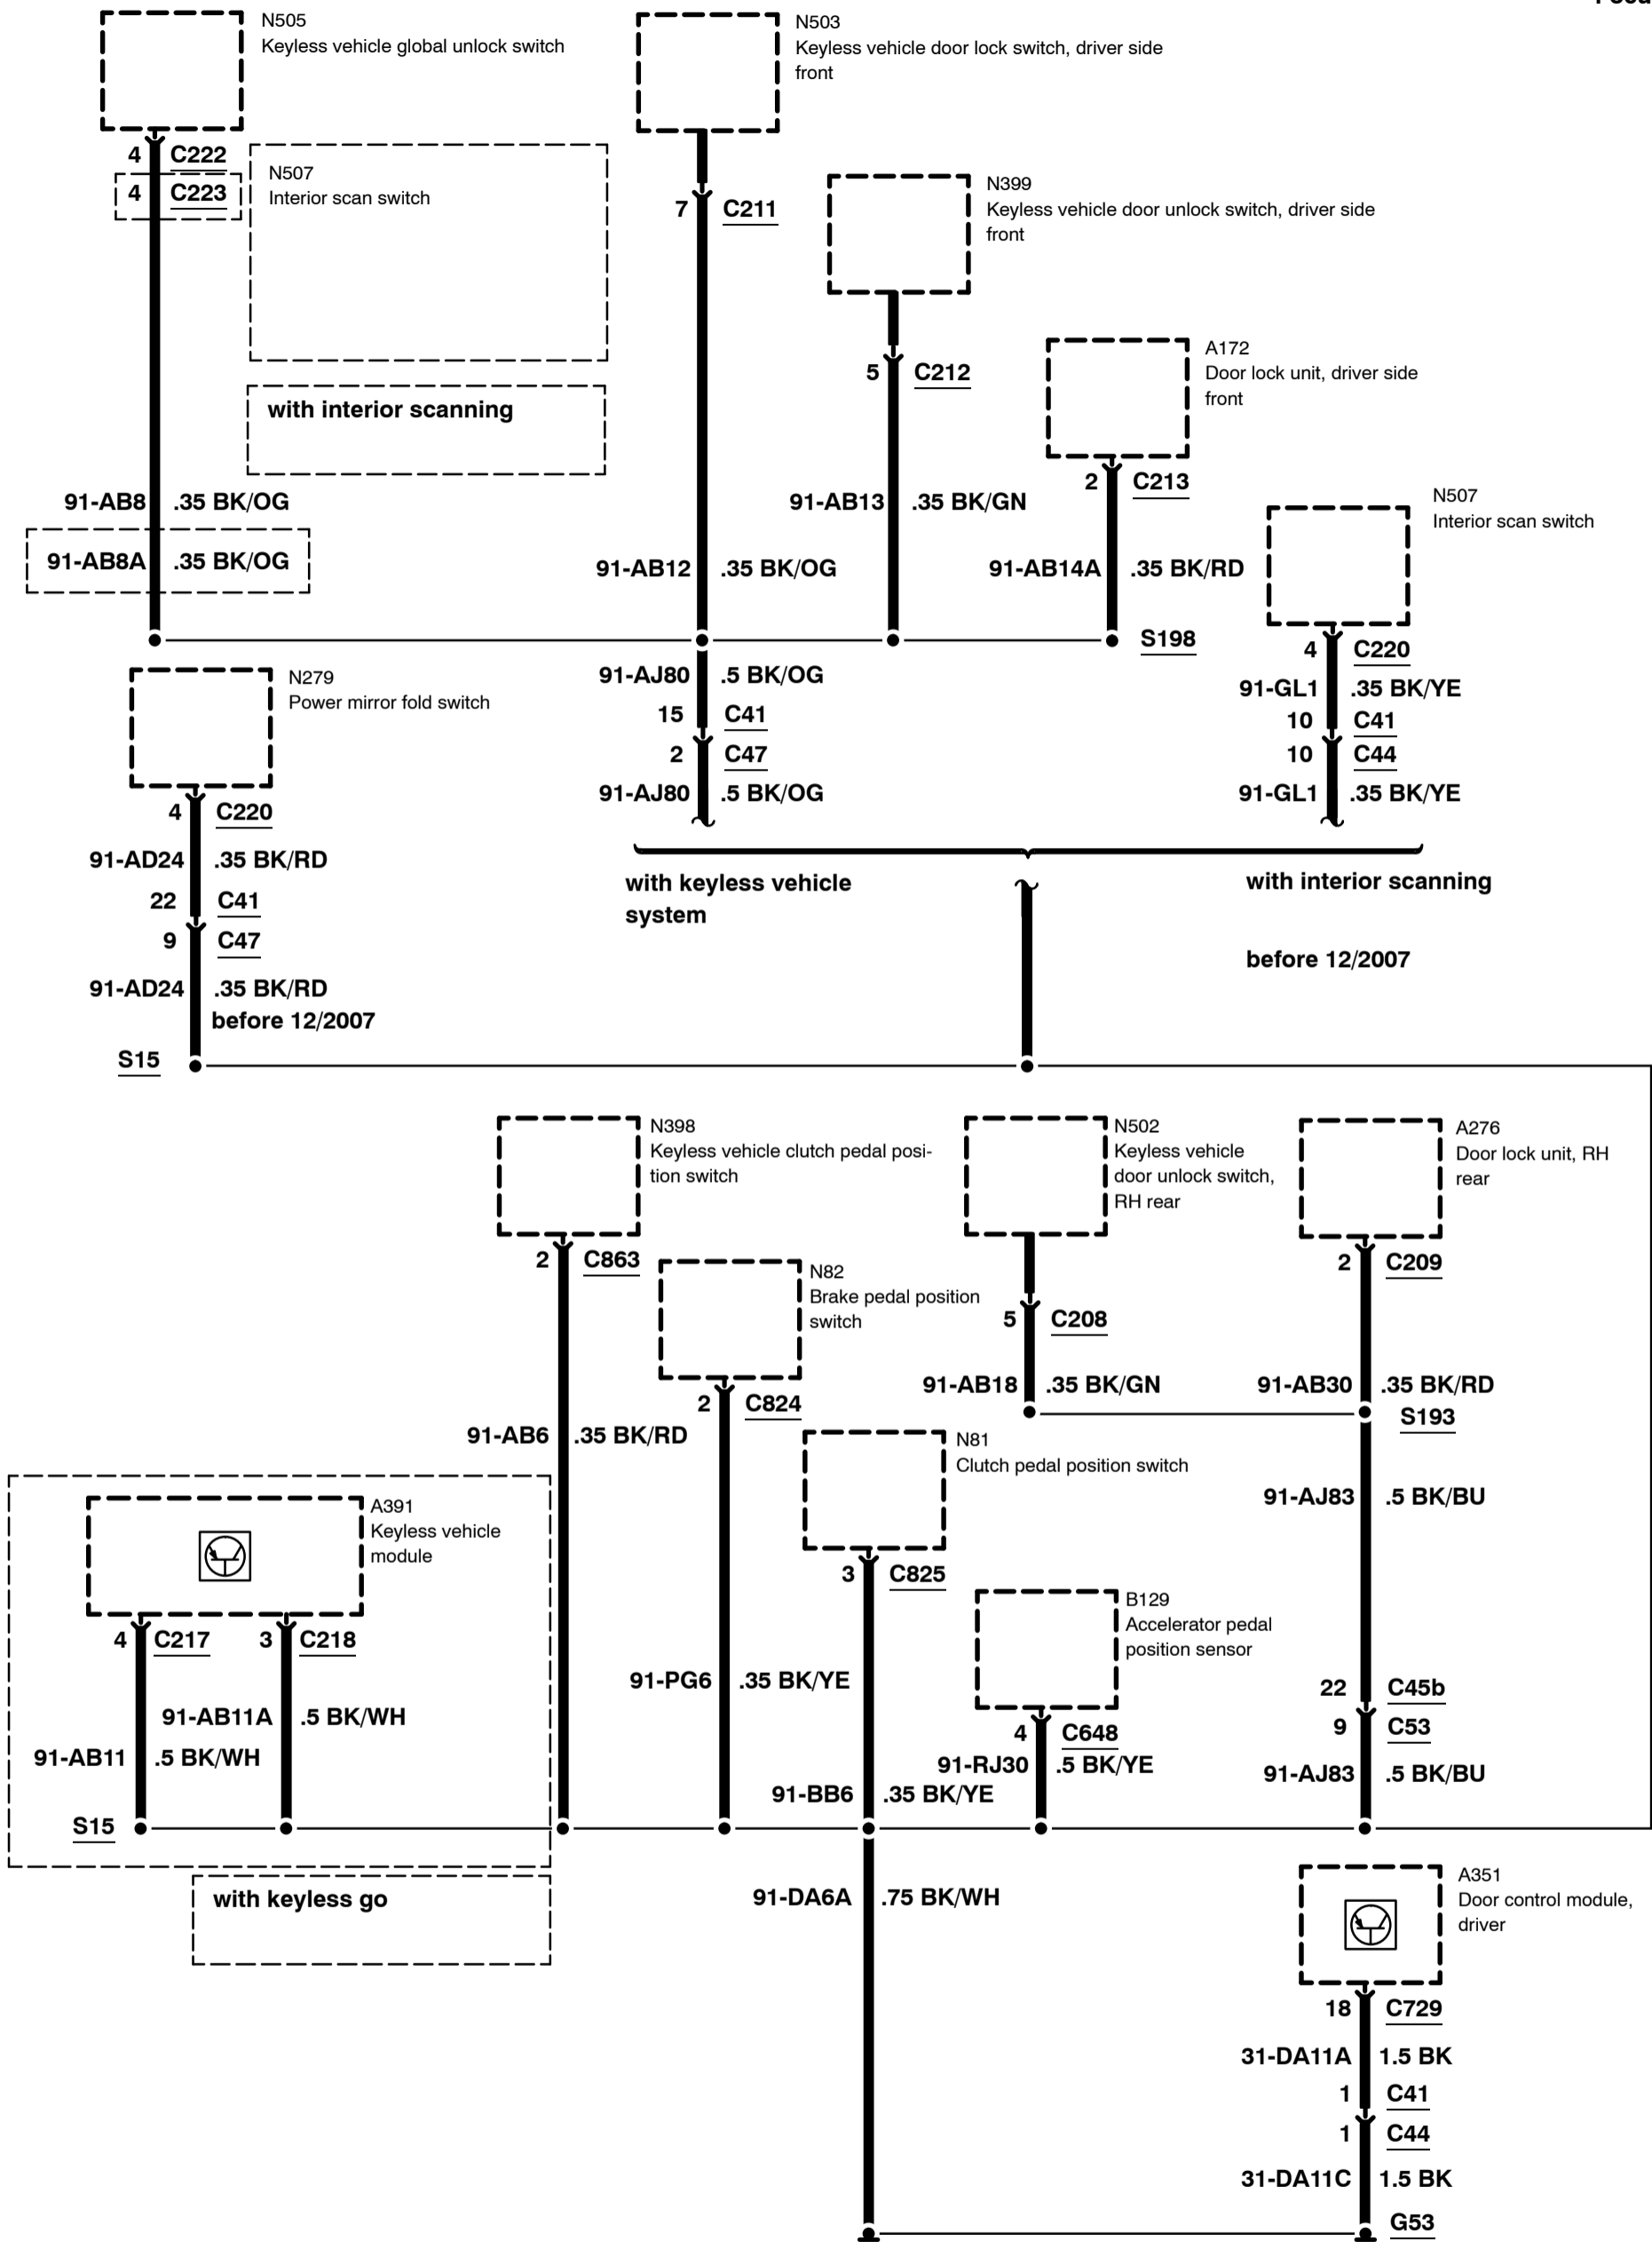 N505
Keyless vehicle global unlock switch
N503
Keyless vehicle door lock switch, driver side
front
4 C222
4 C223
N507
Interior scan switch
7 C211
N399
Keyless vehicle door unlock switch, driver side
front
with interior scanning
5 C212
A172
Door lock unit, driver side
front
2 C213
91-AB8 .35 BK/OG
91-AB13 .35 BK/GN
N507
Interior scan switch
91-AB8A .35 BK/OG
91-AB12 .35 BK/OG
91-AB14A .35 BK/RD
S198
4 C220
91-GL1 .35 BK/YE
10 C41
10 C44
91-GL1 .35 BK/YE
91-AJ80 .5 BK/OG
15 C41
2 C47
91-AJ80 .5 BK/OG
N279
Power mirror fold switch
4 C220
91-AD24 .35 BK/RD
22 C41
9 C47
91-AD24 .35 BK/RD
before 12/2007
with keyless vehicle
system
with interior scanning
before 12/2007
S15
N398
Keyless vehicle clutch pedal posi-
tion switch
N502
Keyless vehicle
door unlock switch,
RH rear
A276
Door lock unit, RH
rear
2 C863
N82
Brake pedal position
switch
2 C209
5 C208
91-AB18 .35 BK/GN
91-AB30 .35 BK/RD
2 C824
S193
91-AB6 .35 BK/RD
N81
Clutch pedal position switch
91-AJ83 .5 BK/BU
A391
Keyless vehicle
module
3 C825
B129
Accelerator pedal
position sensor
4 C217
3 C218
91-PG6 .35 BK/YE
22 C45b
9 C53
91-AB11A .5 BK/WH
4 C648
91-AB11 .5 BK/WH
91-RJ30 .5 BK/YE
91-AJ83 .5 BK/BU
91-BB6 .35 BK/YE
S15
with keyless go
91-DA6A .75 BK/WH
A351
Door control module,
driver
18 C729
31-DA11A 1.5 BK
1 C41
1 C44
31-DA11C 1.5 BK
G53